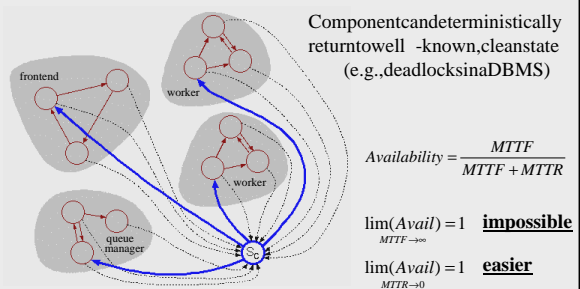 Componentcandeterministically
returntowell -known,cleanstate
(e.g.,deadlocksinaDBMS)
frontend
worker
worker
queue
manager
Sc
Availability = MTTF / (MTTF + MTTR)
lim(Avail) = 1 impossible
MTTF→∞
lim(Avail) = 1 easier
MTTR→0